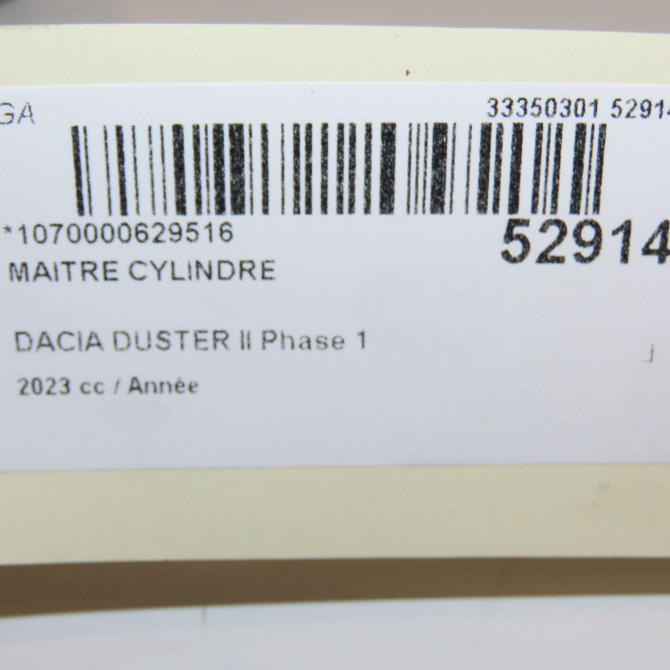 GA 33350301 52914
*1070000629516 52914
MAITRE CYLINDRE
DACIA DUSTER II Phase 1
J
2023 cc / Année